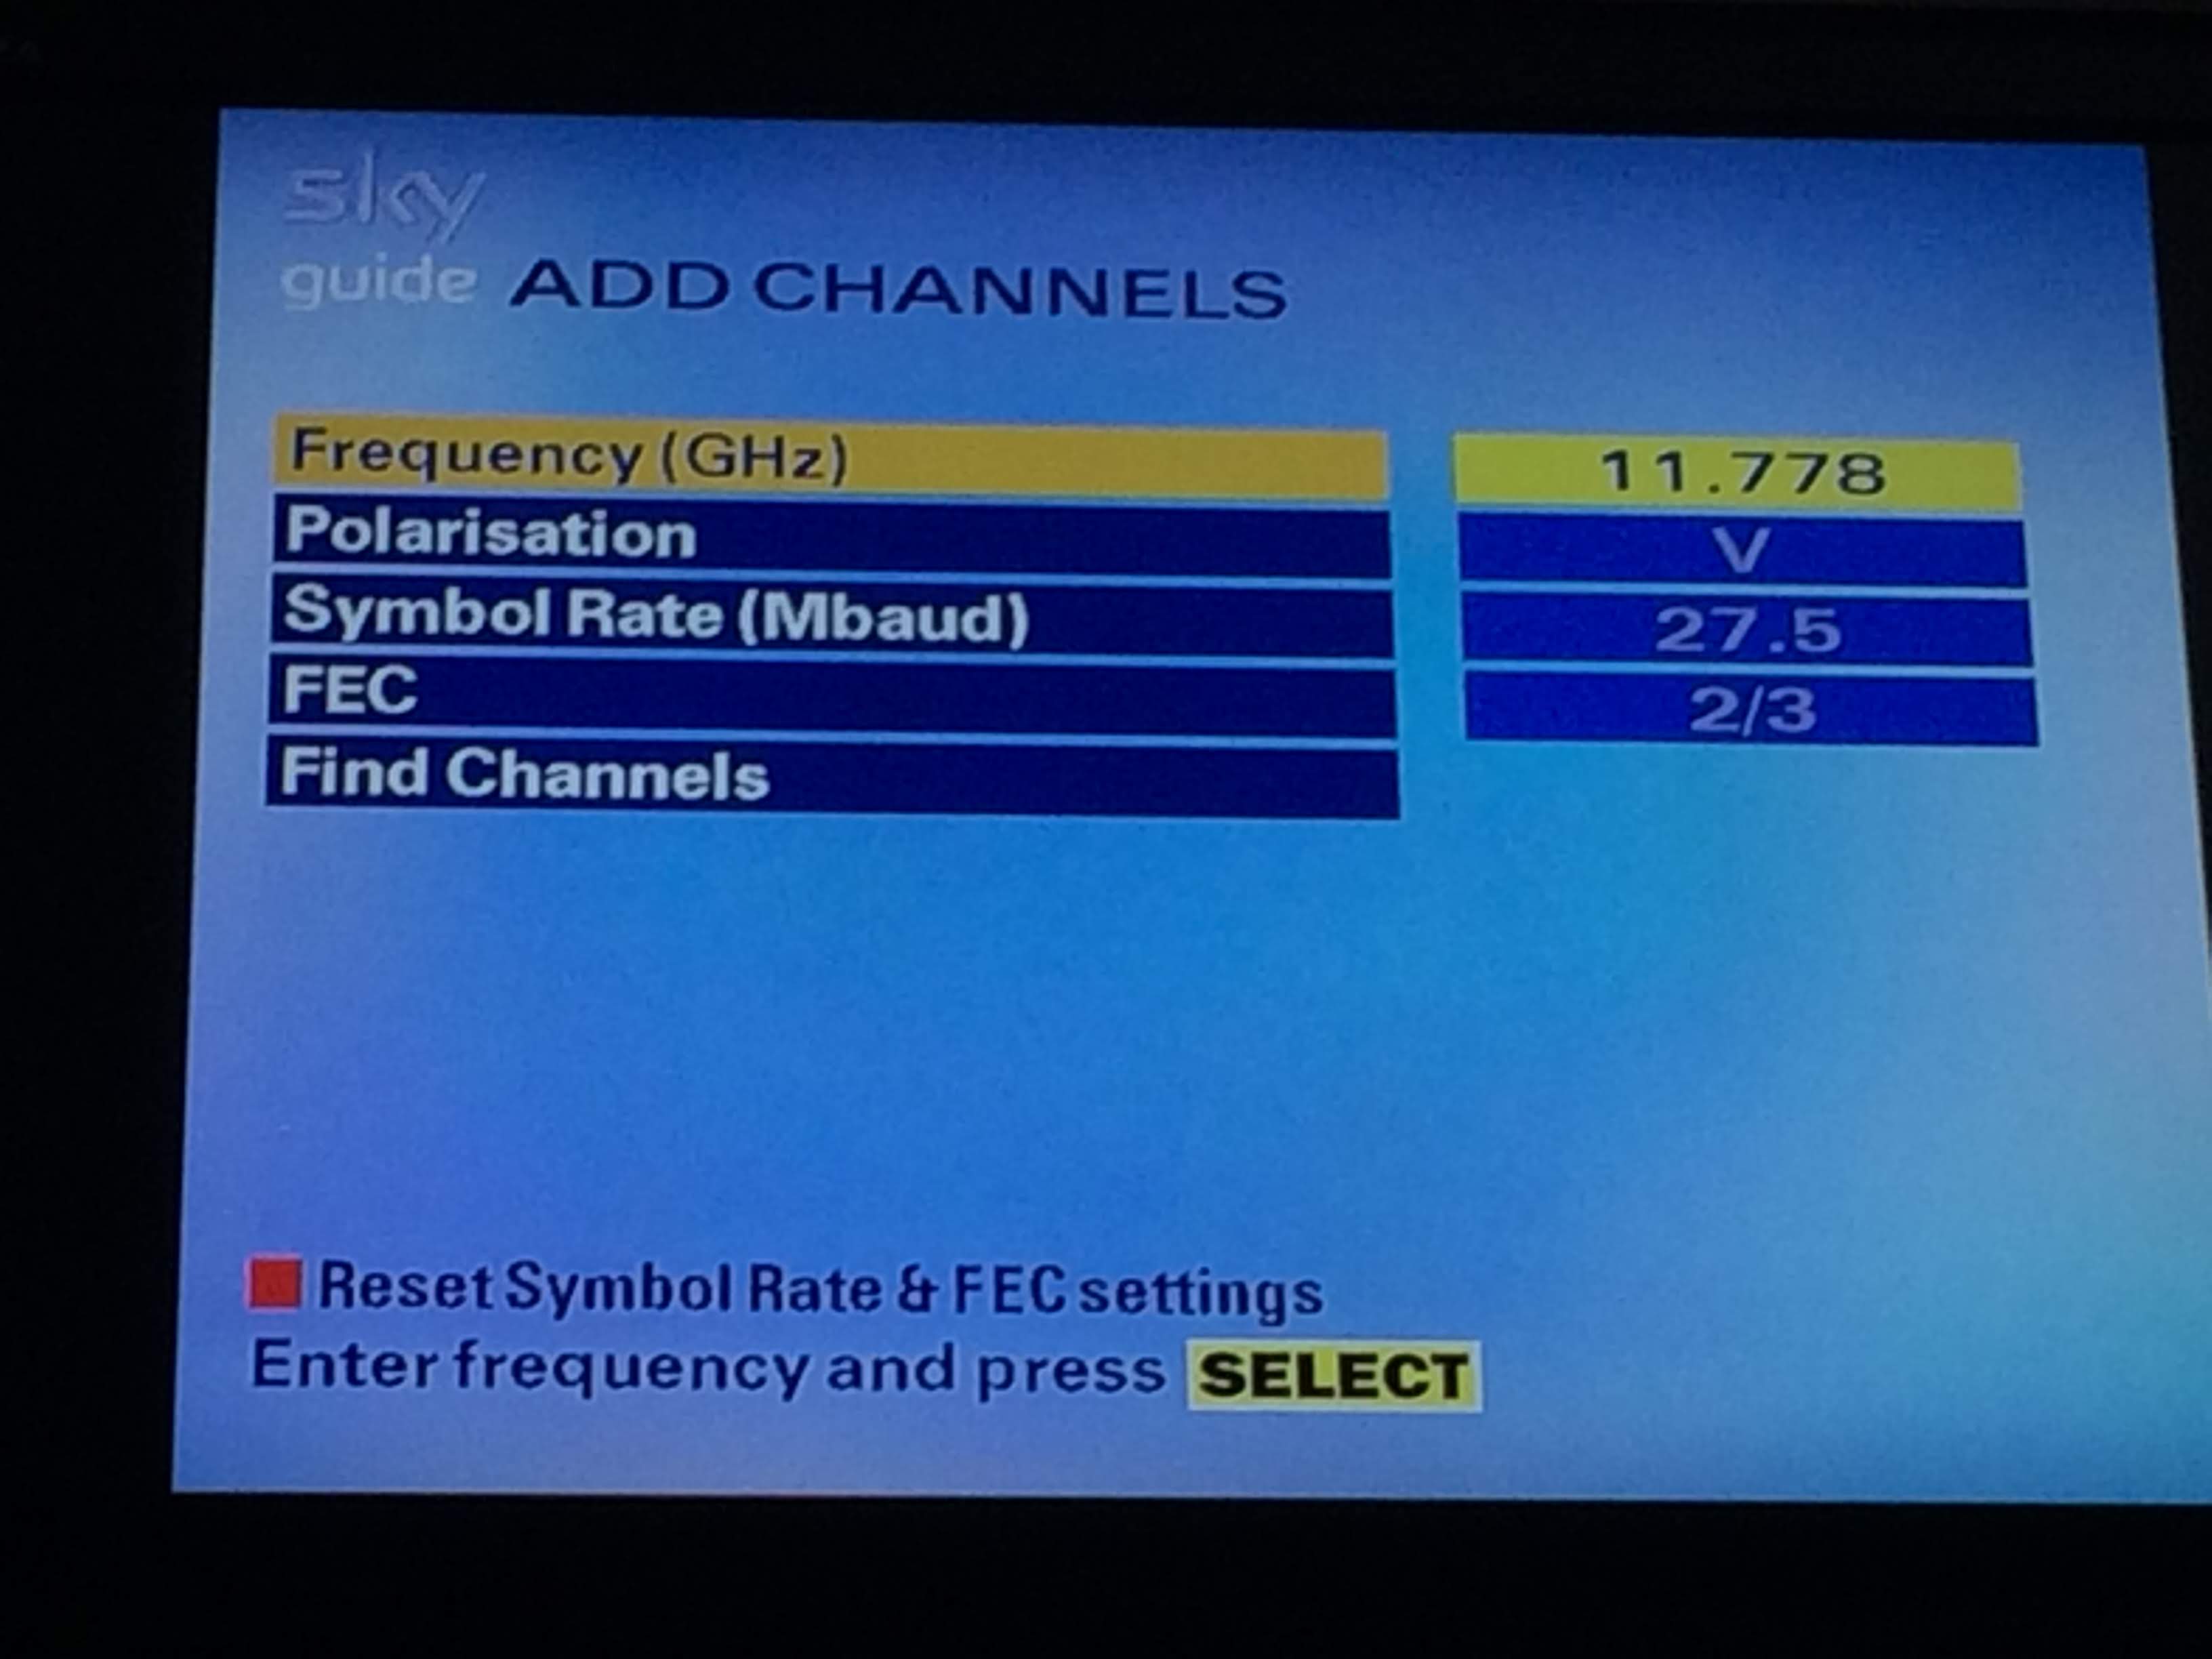 sky
guide ADD CHANNELS
Frequency (GHz) 11.778
Polarisation V
Symbol Rate (Mbaud) 27.5
FEC 2/3
Find Channels
Reset Symbol Rate & FEC settings
Enter frequency and press SELECT